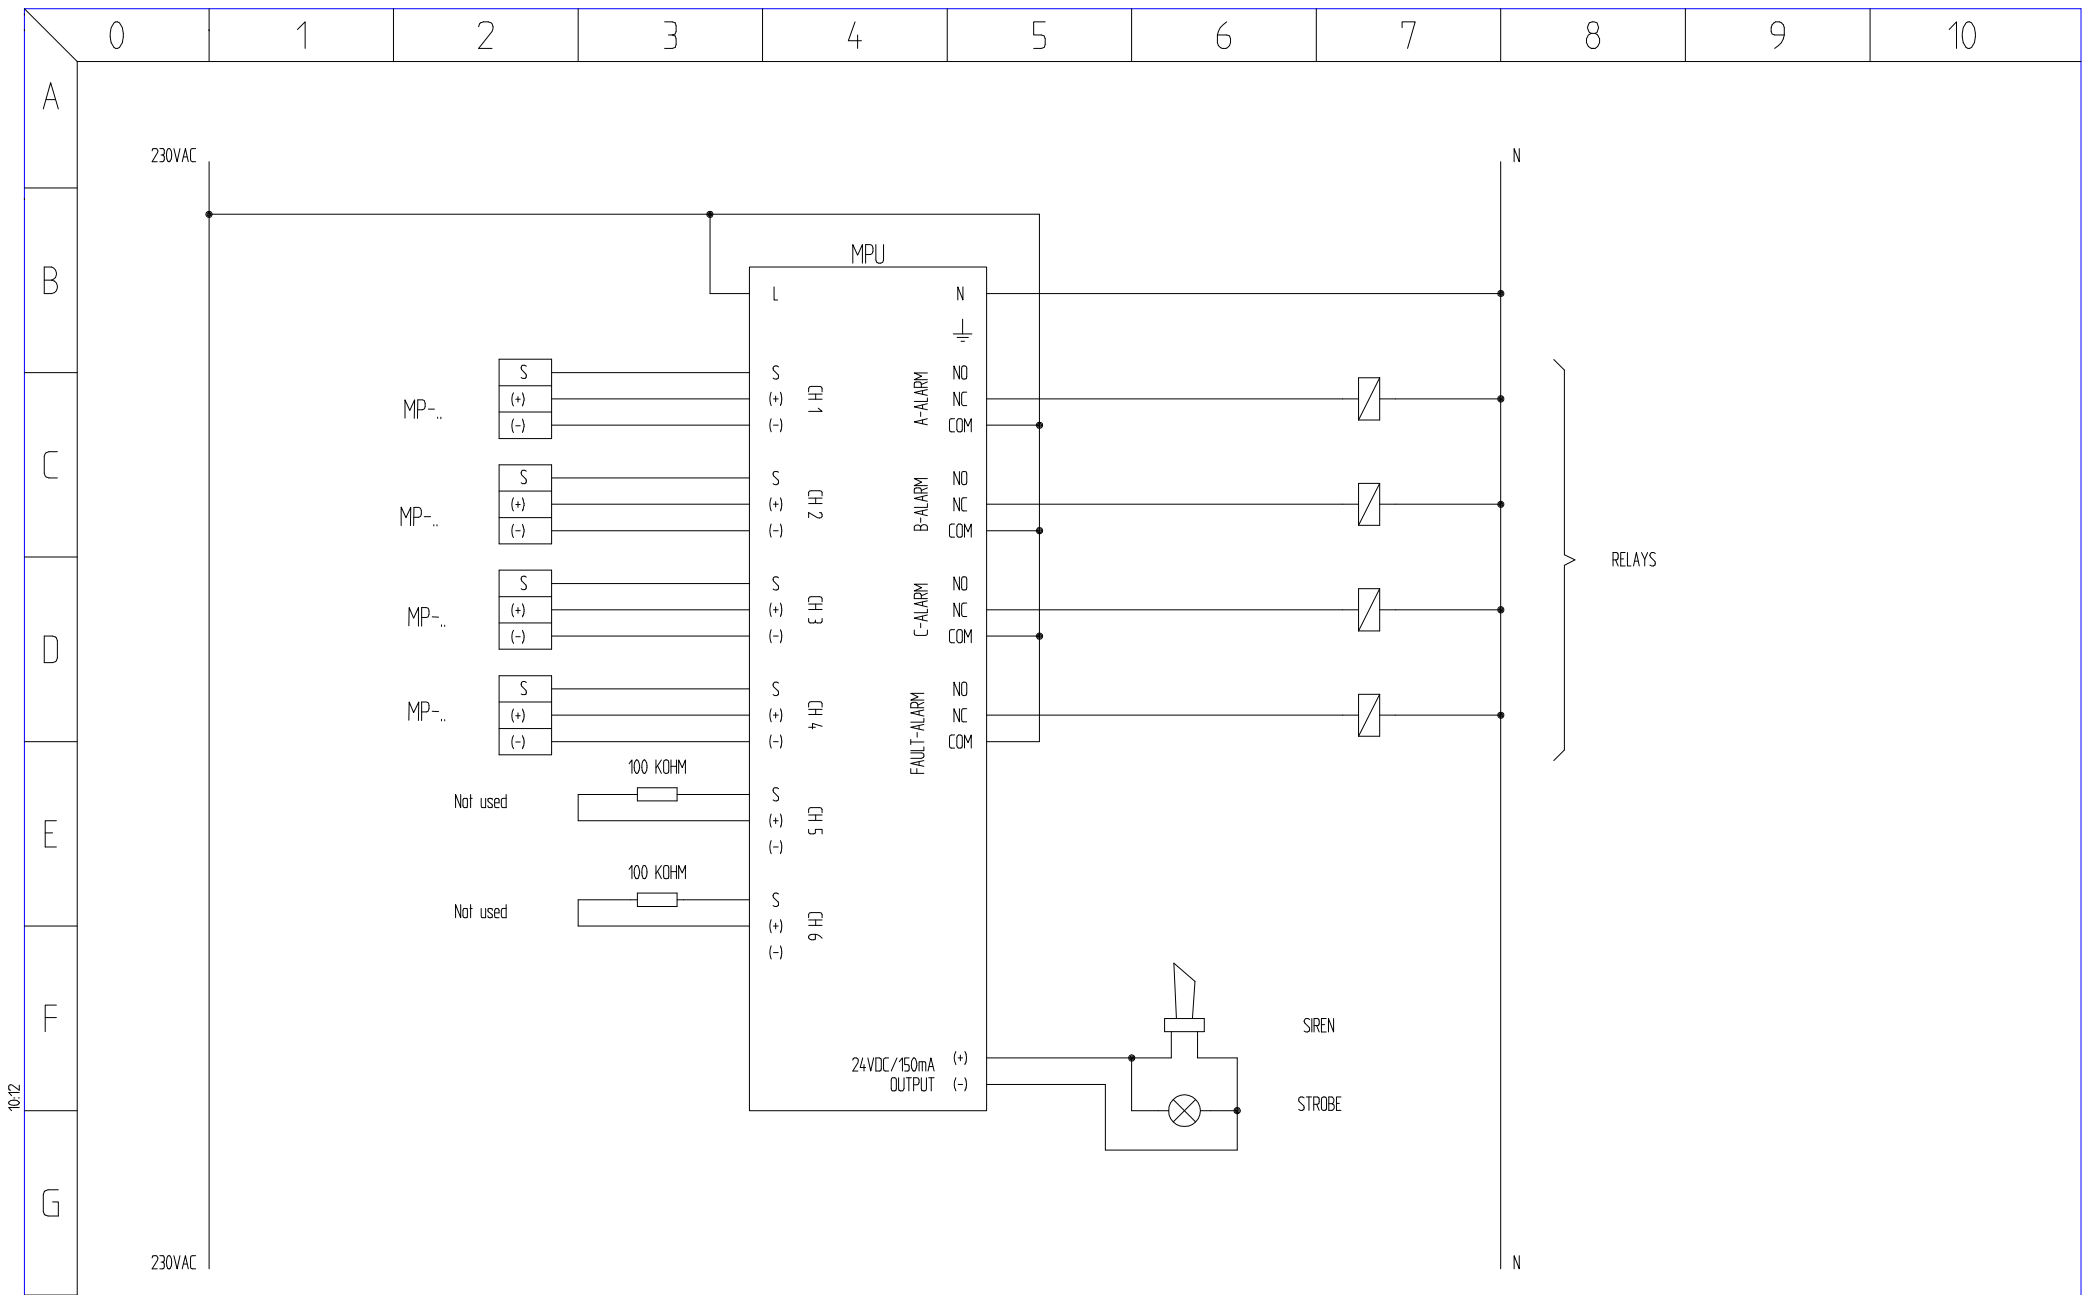 0 1 2 3 4 5 6 7 8 9 10
A
230VAC N
B
MPU
L N
C
MP-..
S
(+)
(-)
S
(+)
(-)
CH 1
A-ALARM
NO
NC
COM
MP-..
S
(+)
(-)
S
(+)
(-)
CH 2
B-ALARM
NO
NC
COM
RELAYS
D
MP-..
S
(+)
(-)
S
(+)
(-)
CH 3
C-ALARM
NO
NC
COM
MP-..
S
(+)
(-)
S
(+)
(-)
CH 4
FAULT-ALARM
NO
NC
COM
E
100 KOHM
Not used
S
(+)
(-)
CH 5
100 KOHM
Not used
S
(+)
(-)
CH 6
F
SIREN
24VDC/150mA (+)
OUTPUT (-)
STROBE
10:12
G
230VAC N